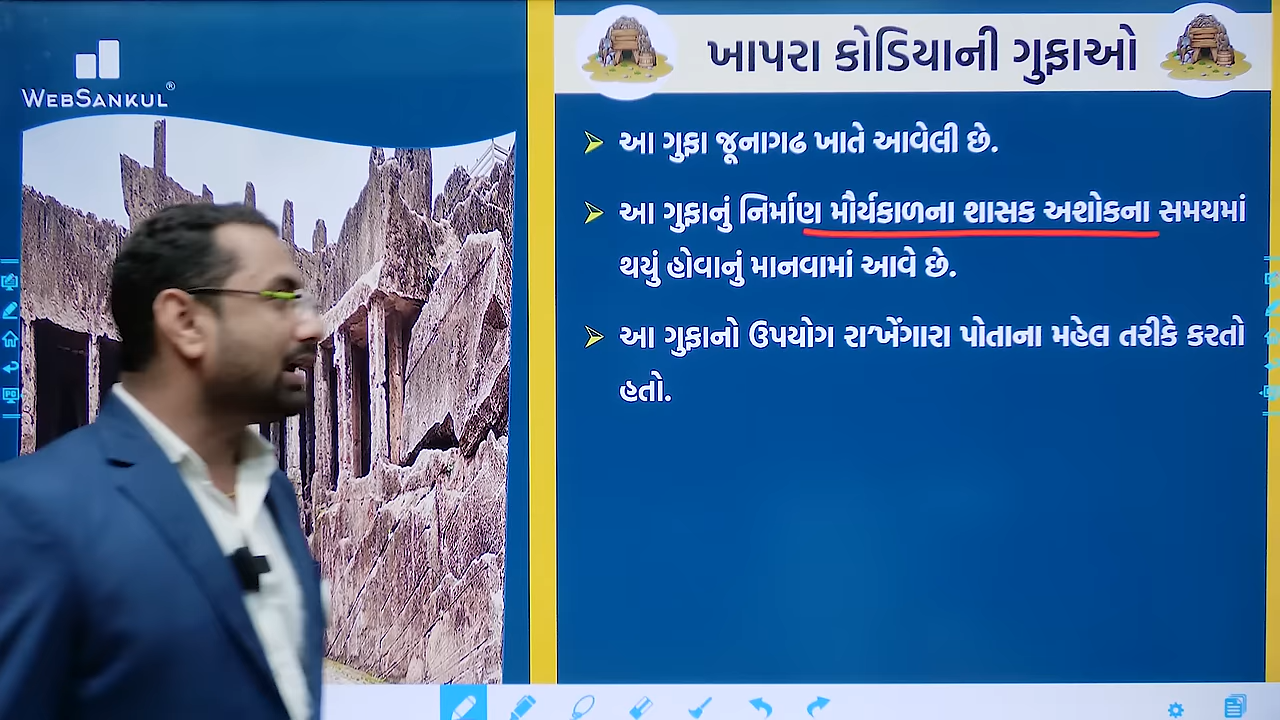 WEBSANKUL®
ખાપરા કોડિયાની ગુફાઓ
આ ગુફા જૂનાગઢ ખાતે આવેલી છે.
આ ગુફાનું નિર્માણ મૌર્યકાળના શાસક અશોકના સમયમાં
થયું હોવાનું માનવામાં આવે છે.
આ ગુફાનો ઉપયોગ રા'ખેંગારા પોતાના મહેલ તરીકે કરતો
હતો.